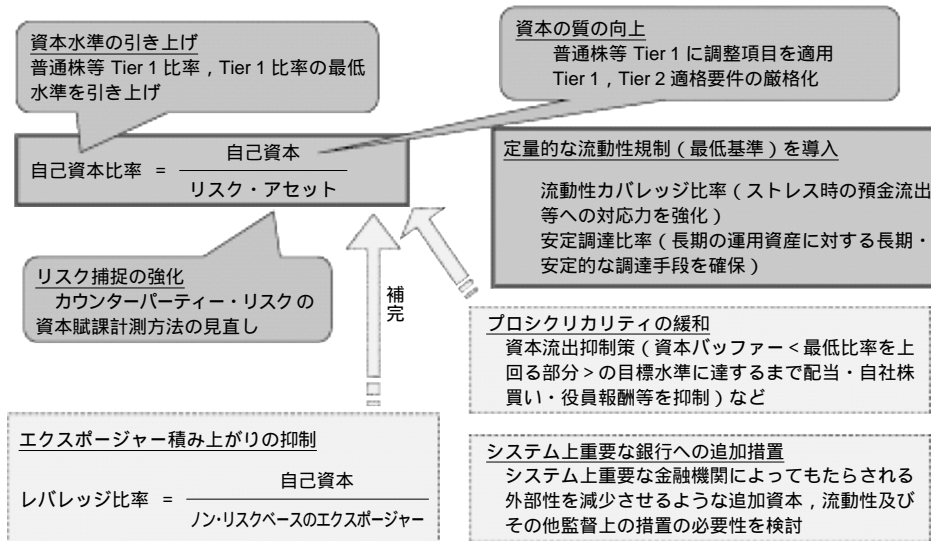 資本水準の引き上げ
普通株等 Tier 1 比率，Tier 1 比率の最低
水準を引き上げ
資本の質の向上
普通株等 Tier 1 に調整項目を適用
Tier 1，Tier 2 適格要件の厳格化
自己資本比率 =
自己資本
リスク・アセット
定量的な流動性規制（最低基準）を導入
流動性カバレッジ比率（ストレス時の預金流出
等への対応力を強化）
安定調達比率（長期の運用資産に対する長期・
安定的な調達手段を確保）
リスク捕捉の強化
カウンターパーティー・リスクの
資本賦課計測方法の見直し
補完
プロシクリカリティの緩和
資本流出抑制策（資本バッファー＜最低比率を上
回る部分＞の目標水準に達するまで配当・自社株
買い・役員報酬等を抑制）など
エクスポージャー積み上がりの抑制
レバレッジ比率 =
自己資本
ノン・リスクベースのエクスポージャー
システム上重要な銀行への追加措置
システム上重要な金融機関によってもたらされる
外部性を減少させるような追加資本，流動性及び
その他監督上の措置の必要性を検討